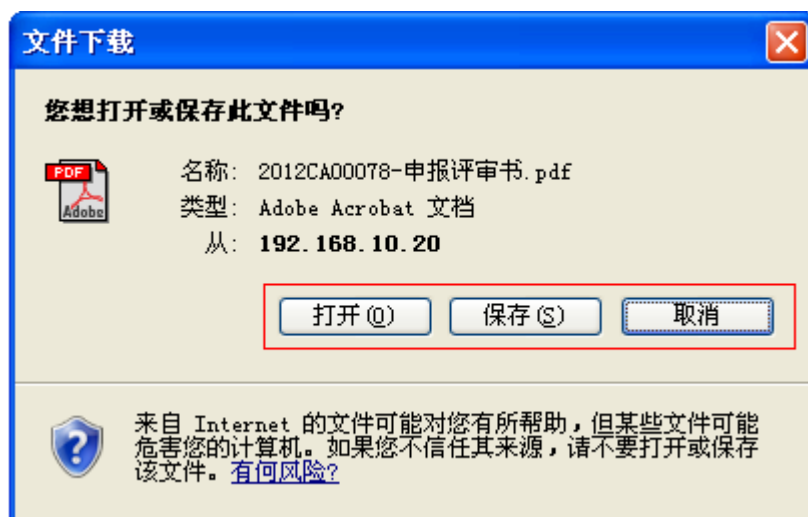 文件下载
您想打开或保存此文件吗?
PDF
Adobe
名称: 2012CA00078-申报评审书.pdf
类型: Adobe Acrobat 文档
从: 192.168.10.20
打开(O) 保存(S) 取消
来自 Internet 的文件可能对您有所帮助,但某些文件可能
危害您的计算机。如果您不信任其来源,请不要打开或保存
该文件。有何风险?